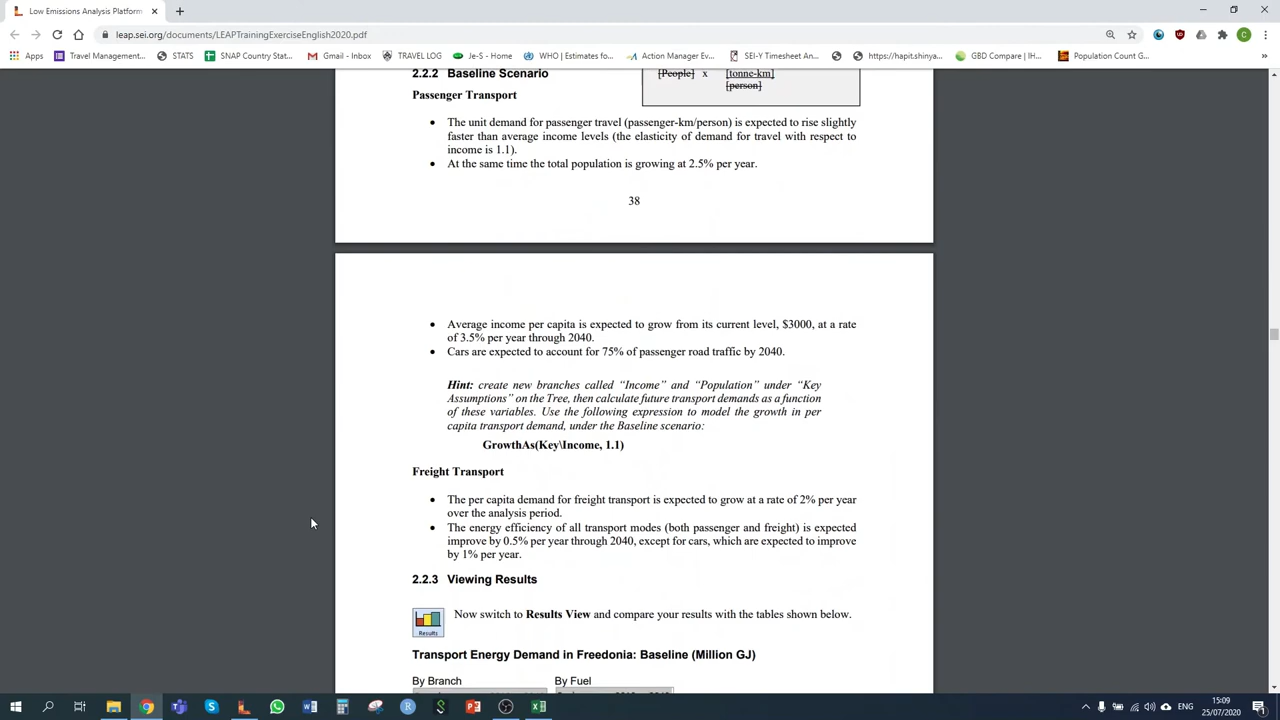 Low Emissions Analysis Platform
leap.sei.org/documents/LEAPTrainingExerciseEnglish2020.pdf
Apps
Travel Management...
STATS
SNAP Country Stat...
Gmail - Inbox
TRAVEL LOG
Je-S - Home
WHO | Estimates fo...
Action Manager Ev...
SEI-Y Timesheet An...
https://hapit.shinya...
GBD Compare | IH...
Population Count G...
2.2.2 Baseline Scenario
[People] x [tonne-km]
[person]
Passenger Transport
• The unit demand for passenger travel (passenger-km/person) is expected to rise slightly
faster than average income levels (the elasticity of demand for travel with respect to
income is 1.1).
• At the same time the total population is growing at 2.5% per year.
38
• Average income per capita is expected to grow from its current level, $3000, at a rate
of 3.5% per year through 2040.
• Cars are expected to account for 75% of passenger road traffic by 2040.
Hint: create new branches called “Income” and “Population” under “Key
Assumptions” on the Tree, then calculate future transport demands as a function
of these variables. Use the following expression to model the growth in per
capita transport demand, under the Baseline scenario:
GrowthAs(Key\Income, 1.1)
Freight Transport
• The per capita demand for freight transport is expected to grow at a rate of 2% per year
over the analysis period.
• The energy efficiency of all transport modes (both passenger and freight) is expected
improve by 0.5% per year through 2040, except for cars, which are expected to improve
by 1% per year.
2.2.3 Viewing Results
Results
Now switch to Results View and compare your results with the tables shown below.
Transport Energy Demand in Freedonia: Baseline (Million GJ)
By Branch By Fuel
ENG
15:09
25/07/2020